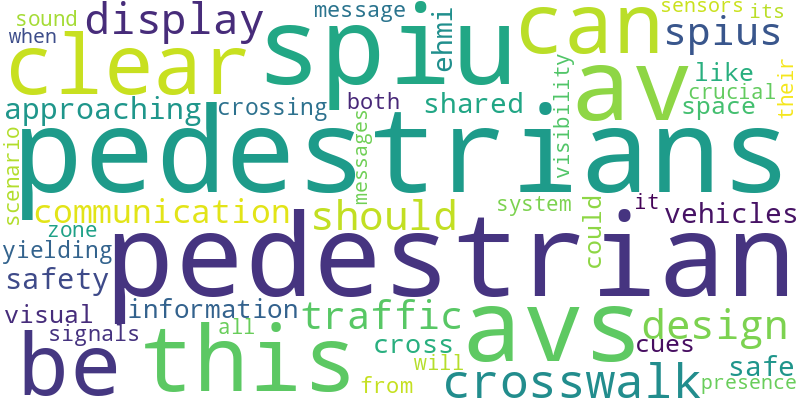 sound display message ehmi can sensors its
when clear spiu av spius
approaching crossing both shared visibility like crucial space their
scenario pedestrians messages
communication should system could it vehicles
zone yielding pedestrian
safety
visual information traffic avs design
signals be this all cross cues safe
will from crosswalk presence